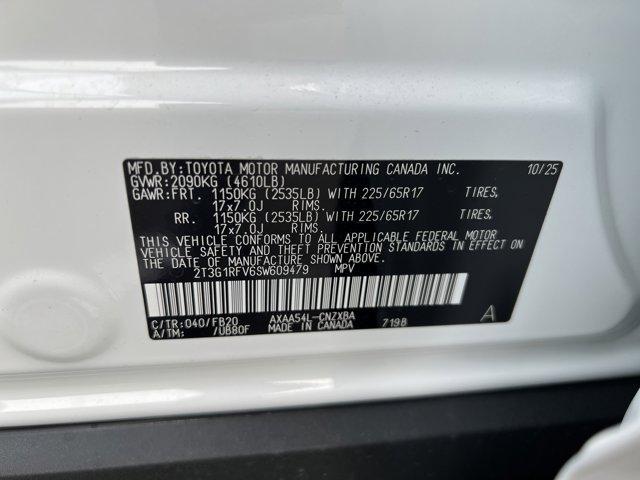 MFD.BY:TOYOTA MOTOR MANUFACTURING CANADA INC. 10/25
GVWR:2090KG (4610LB)
GAWR:FRT. 1150KG (2535LB) WITH 225/65R17 TIRES,
17x7.0J RIMS.
RR. 1150KG (2535LB) WITH 225/65R17 TIRES,
17x7.0J RIMS.
THIS VEHICLE CONFORMS TO ALL APPLICABLE FEDERAL MOTOR
VEHICLE SAFETY AND THEFT PREVENTION STANDARDS IN EFFECT
ON THE DATE OF MANUFACTURE SHOWN ABOVE.
2T3G1RFV6SW609479 MPV
C/TR:040/FB20 AXAA54L-CNZXBA A
A/TM: /UB80F MADE IN CANADA 7198